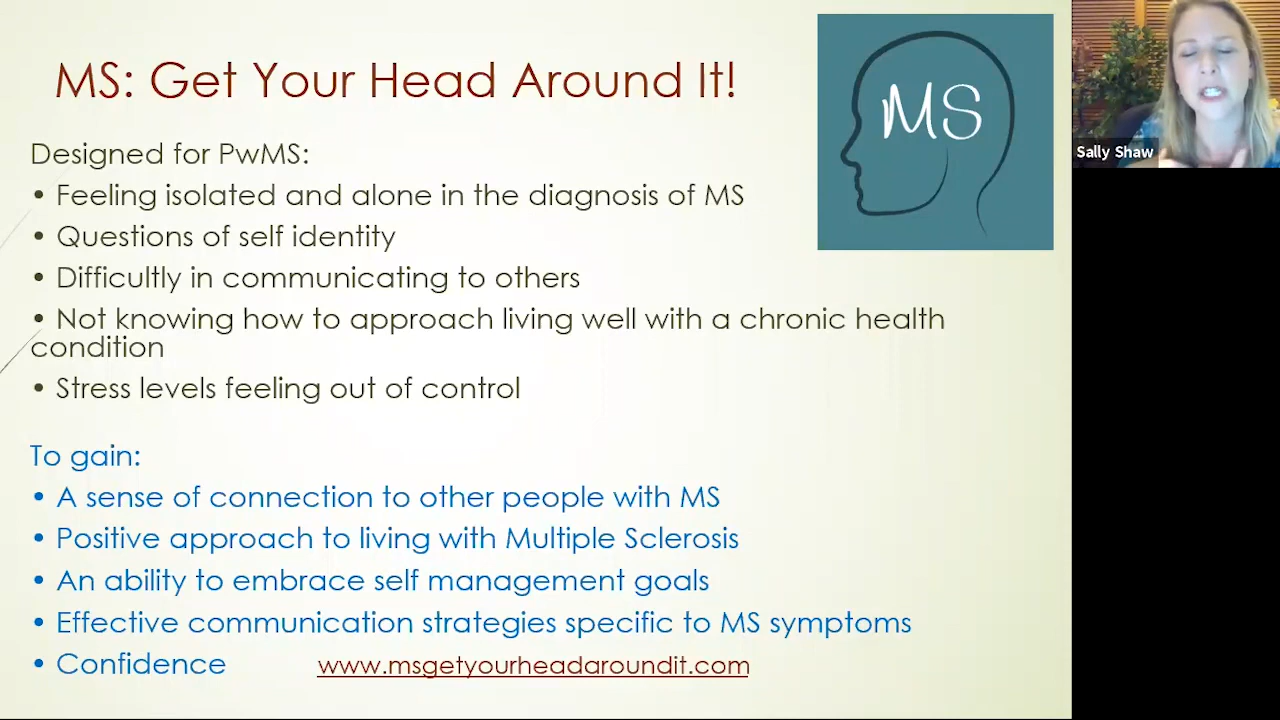 MS: Get Your Head Around It!
MS
Sally Shaw
Designed for PwMS:
• Feeling isolated and alone in the diagnosis of MS
• Questions of self identity
• Difficultly in communicating to others
• Not knowing how to approach living well with a chronic health
condition
• Stress levels feeling out of control
To gain:
• A sense of connection to other people with MS
• Positive approach to living with Multiple Sclerosis
• An ability to embrace self management goals
• Effective communication strategies specific to MS symptoms
• Confidence www.msgetyourheadaroundit.com